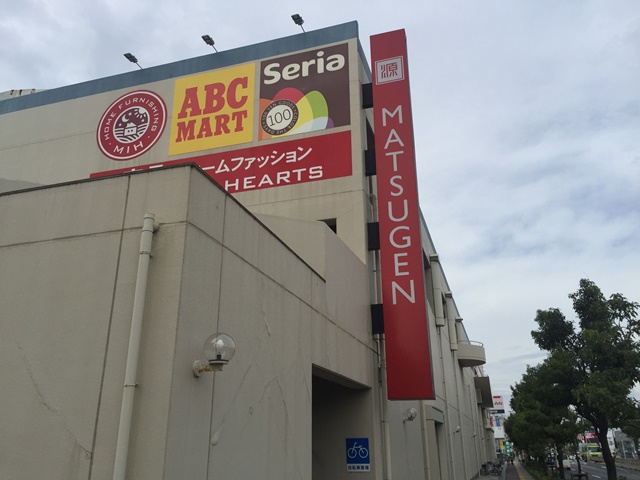 HOME FURNISHING
MIH
ABC
MART
Seria
100
ームファッション
HEARTS
源
MATSUGEN